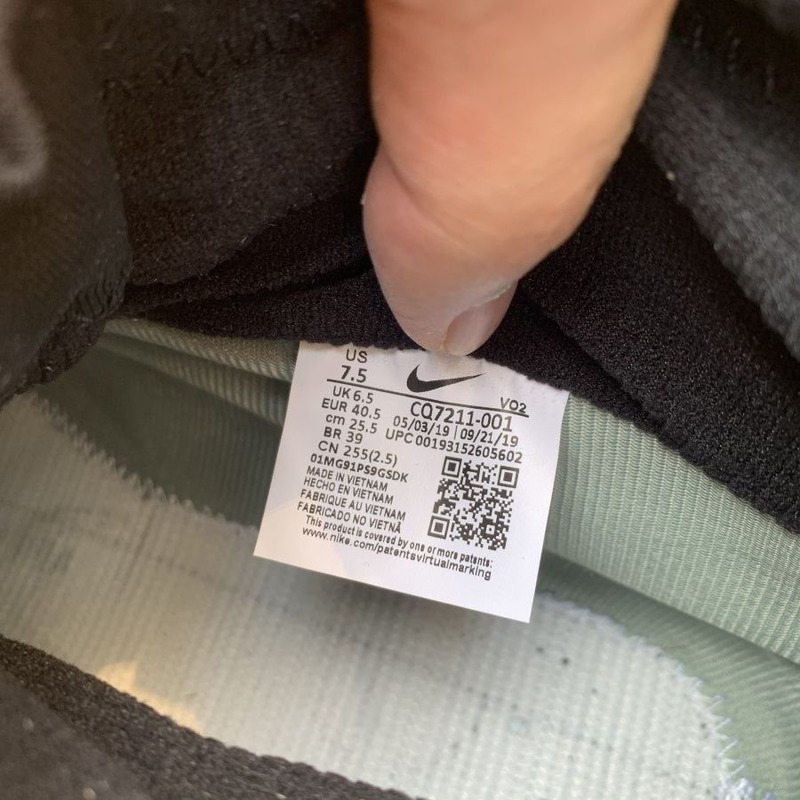 US
7.5
VO2
UK 6.5
CQ7211-001
EUR 40.5
05/03/19 | 09/21/19
cm 25.5
UPC 00193152605602
BR 39
CN 255(2.5)
01MG91PS9GSDK
MADE IN VIETNAM
HECHO EN VIETNAM
FABRIQUE AU VIETNAM
FABRICADO NO VIETNÃ
This product is covered by one or more patents:
www.nike.com/patentsvirtualmarking